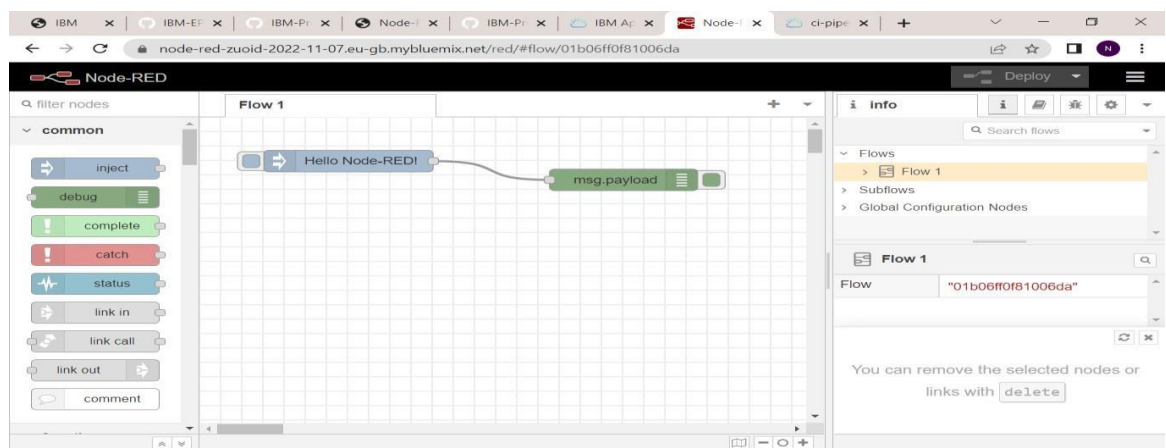 IBM
IBM-EP
IBM-Pr
Node-
IBM-Pr
IBM Ap
Node-
ci-pipe
node-red-zuoid-2022-11-07.eu-gb.mybluemix.net/red/#flow/01b06ff0f81006da
N
Node-RED
Deploy
filter nodes
Flow 1
i info
i
common
Search flows
inject
Hello Node-RED!
Flows
debug
msg.payload
Flow 1
Subflows
complete
Global Configuration Nodes
catch
status
Flow 1
link in
Flow
"01b06ff0f81006da"
link call
link out
You can remove the selected nodes or
links with delete
comment